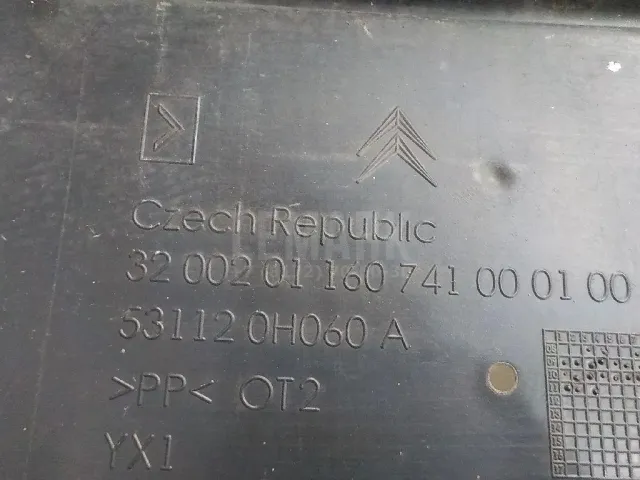 Czech Republic
32 002 01 160 741 00 01 00
53112 0H060 A
>PP< OT2
YX1